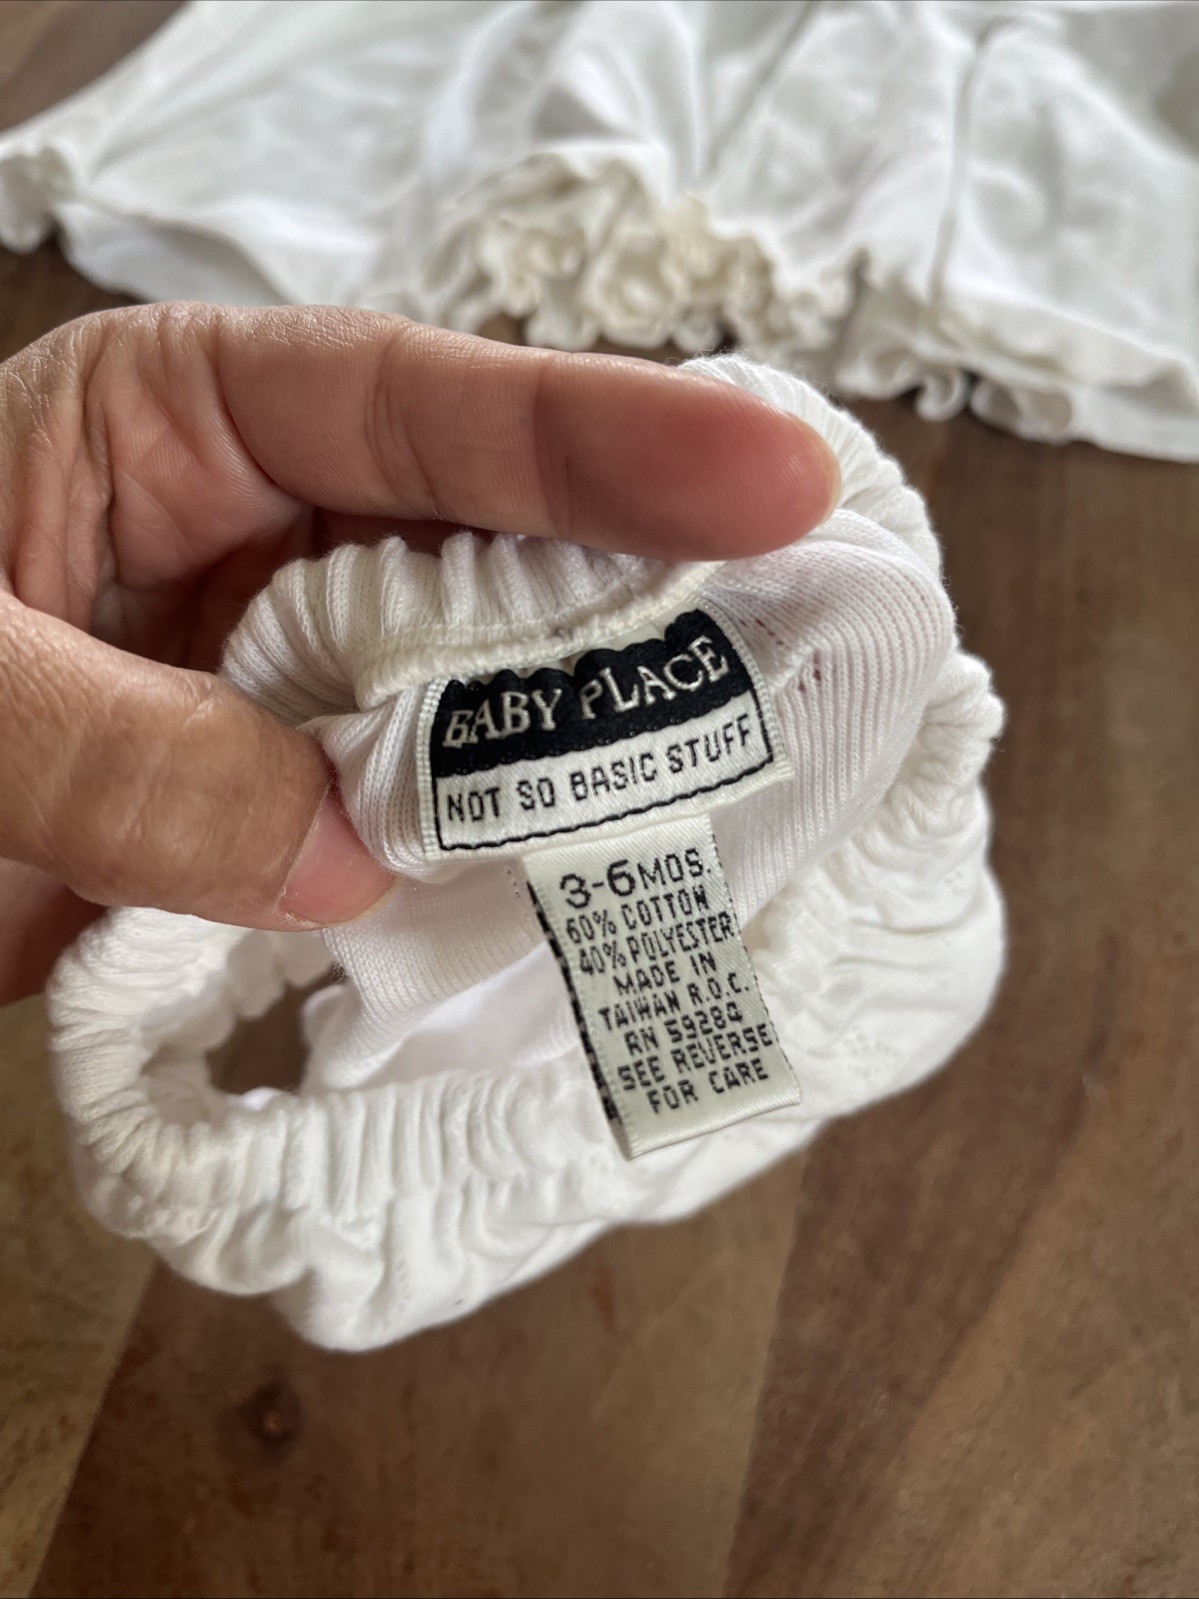 BABY PLACE
NOT SO BASIC STUFF
3-6 MOS.
60% COTTON
40% POLYESTER
MADE IN
TAIWAN R.O.C.
RN 59284
SEE REVERSE
FOR CARE